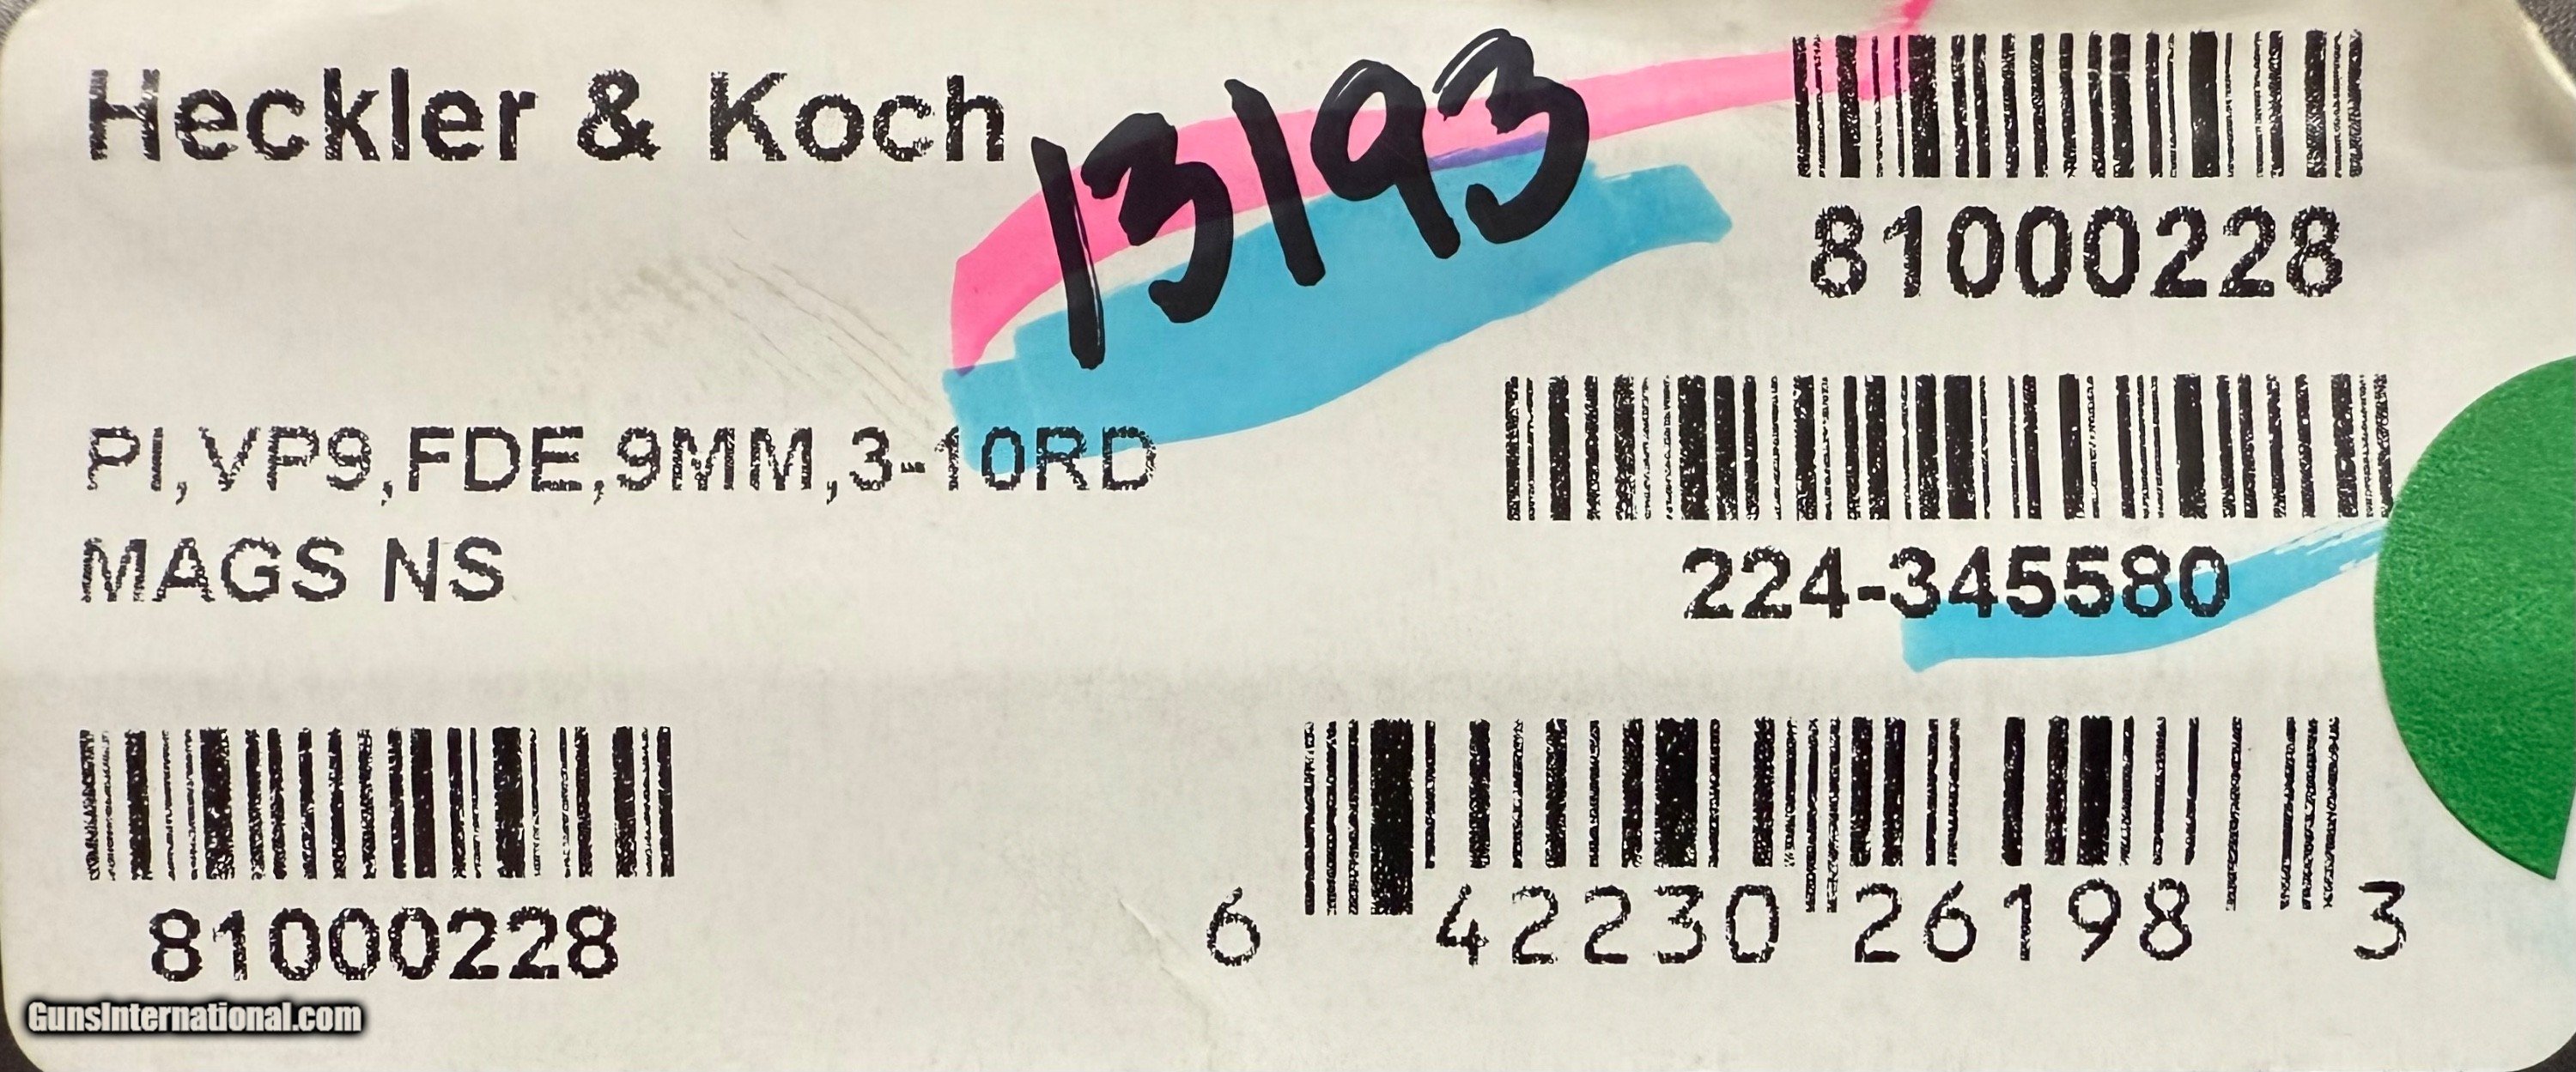 Heckler & Koch
13193
81000228
PI,VP9,FDE,9MM,3-10RD
MAGS NS
224-345580
81000228
6 42230 26198 3
GunsInternational.com